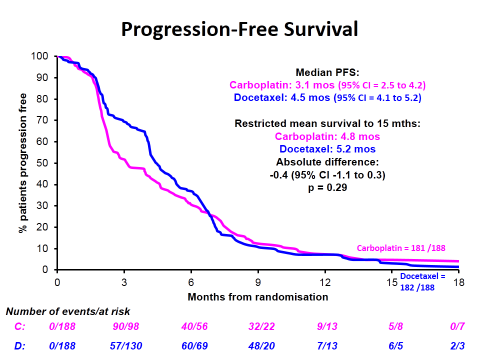 Progression-Free Survival
% patients progression free
100
90
80
70
60
50
40
30
20
10
0
Median PFS:
Carboplatin: 3.1 mos (95% CI = 2.5 to 4.2)
Docetaxel: 4.5 mos (95% CI = 4.1 to 5.2)
Restricted mean survival to 15 mths:
Carboplatin: 4.8 mos
Docetaxel: 5.2 mos
Absolute difference:
-0.4 (95% CI -1.1 to 0.3)
p = 0.29
Carboplatin = 181 /188
Docetaxel =
182 /188
0 3 6 9 12 15 18
Months from randomisation
Number of events/at risk
C: 0/188 90/98 40/56 32/22 9/13 5/8 0/7
D: 0/188 57/130 60/69 48/20 7/13 6/5 2/3